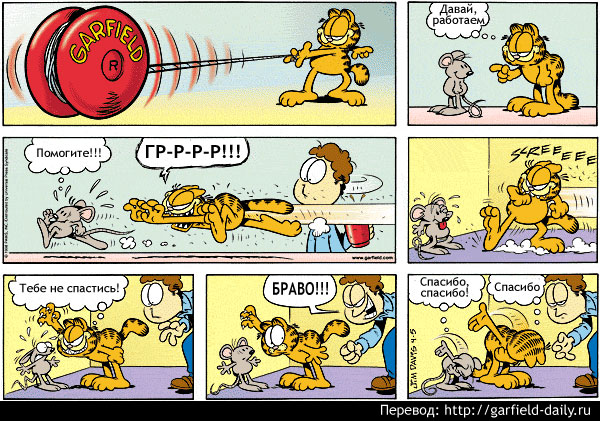 GARFIELD
R
Давай,
работаем
Помогите!!!
ГР-Р-Р-Р!!!
www.garfield.com
SCREEEEEEE
Тебе не спастись!
БРАВО!!!
Спасибо,
спасибо!
Спасибо
JIM DAVIS 4-5
Перевод: http://garfield-daily.ru